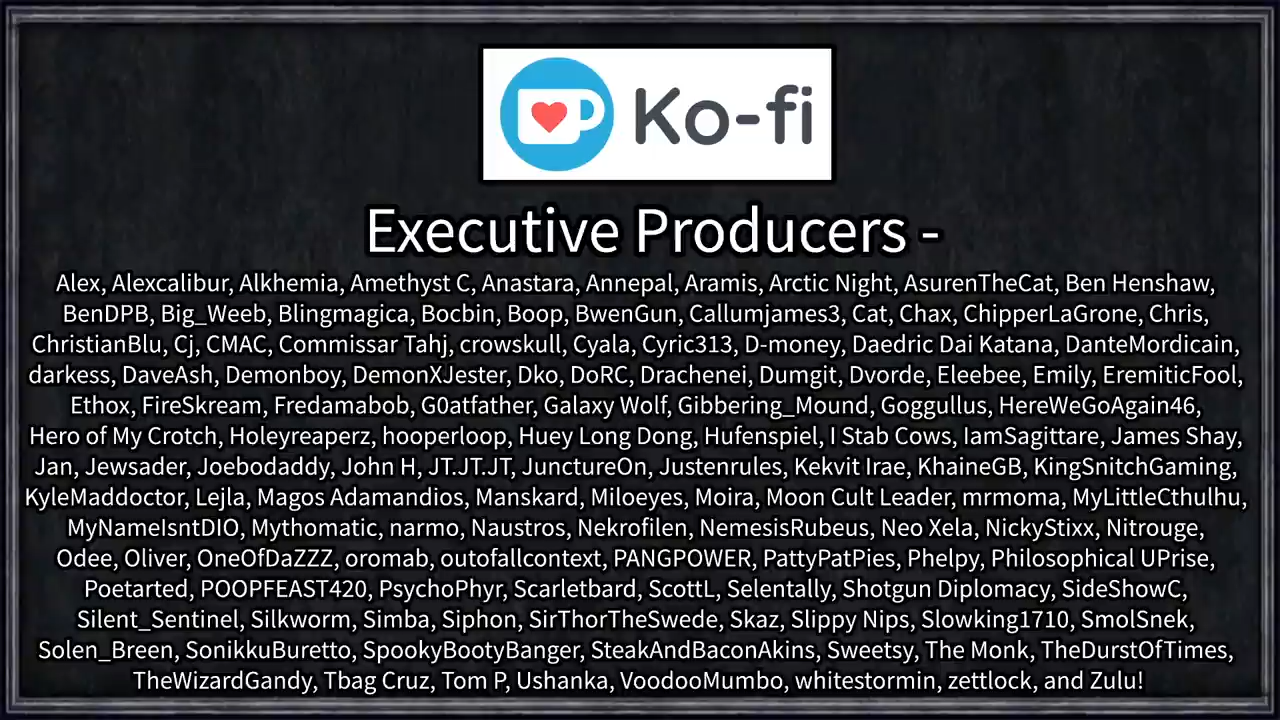 Ko-fi
Executive Producers -
Alex, Alexcalibur, Alkhemia, Amethyst C, Anastara, Annepal, Aramis, Arctic Night, AsurenTheCat, Ben Henshaw,
BenDPB, Big_Weeb, Blingmagica, Bocbin, Boop, BwenGun, Callumjames3, Cat, Chax, ChipperLaGrone, Chris,
ChristianBlu, Cj, CMAC, Commissar Tahj, crowskull, Cyala, Cyric313, D-money, Daedric Dai Katana, DanteMordicain,
darkess, DaveAsh, Demonboy, DemonXJester, Dko, DoRC, Drachenei, Dumgit, Dvorde, Eleebee, Emily, EremiticFool,
Ethox, FireSkream, Fredamabob, G0atfather, Galaxy Wolf, Gibbering_Mound, Goggullus, HereWeGoAgain46,
Hero of My Crotch, Holeyreaperz, hooperloop, Huey Long Dong, Hufenspiel, I Stab Cows, IamSagittare, James Shay,
Jan, Jewsader, Joebodaddy, John H, JT.JT.JT, JunctureOn, Justenrules, Kekvit Irae, KhaineGB, KingSnitchGaming,
KyleMaddoctor, Lejla, Magos Adamandios, Manskard, Miloeyes, Moira, Moon Cult Leader, mrmoma, MyLittleCthulhu,
MyNameIsntDIO, Mythomatic, narmo, Naustros, Nekrofilen, NemesisRubeus, Neo Xela, NickyStixx, Nitrouge,
Odee, Oliver, OneOfDaZZZ, oromab, outofallcontext, PANGPOWER, PattyPatPies, Phelpy, Philosophical UPrise,
Poetarted, POOPFEAST420, PsychoPhyr, Scarletbard, ScottL, Selentally, Shotgun Diplomacy, SideShowC,
Silent_Sentinel, Silkworm, Simba, Siphon, SirThorTheSwede, Skaz, Slippy Nips, Slowking1710, SmolSnek,
Solen_Breen, SonikkuBuretto, SpookyBootyBanger, SteakAndBaconAkins, Sweetsy, The Monk, TheDurstOfTimes,
TheWizardGandy, Tbag Cruz, Tom P, Ushanka, VoodooMumbo, whitestormin, zettlock, and Zulu!